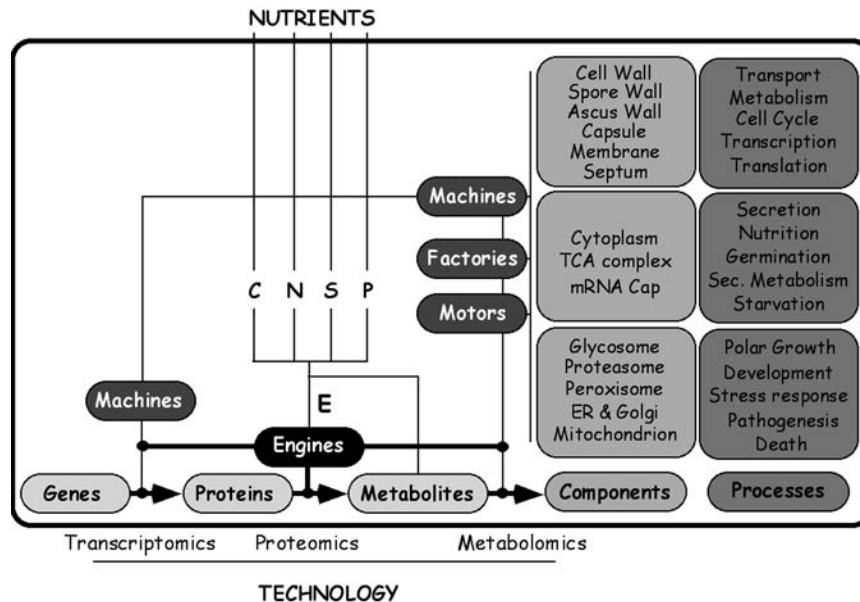 NUTRIENTS
Cell Wall
Spore Wall
Ascus Wall
Capsule
Membrane
Septum
Transport
Metabolism
Cell Cycle
Transcription
Translation
Machines
Factories
Motors
Cytoplasm
TCA complex
mRNA Cap
Secretion
Nutrition
Germination
Sec. Metabolism
Starvation
C N S P
Glycosome
Proteasome
Peroxisome
ER & Golgi
Mitochondrion
Polar Growth
Development
Stress response
Pathogenesis
Death
Machines
E
Engines
Genes
Proteins
Metabolites
Components
Processes
Transcriptomics
Proteomics
Metabolomics
TECHNOLOGY